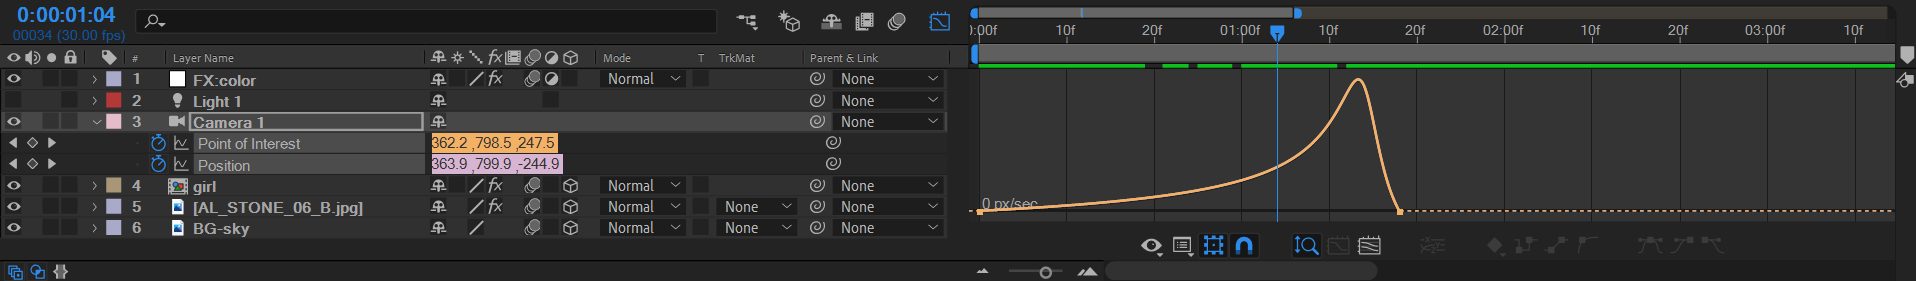 0:00:01:04
00034 (30.00 fps)
# Layer Name fx Mode T TrkMat Parent & Link
:00f 10f 20f 01:00f 10f 20f 02:00f 10f 20f 03:00f 10f
1 FX:color fx Normal None
2 Light 1 None
3 Camera 1 None
Point of Interest 362.2 ,798.5 ,247.5
Position 363.9 ,799.9 ,-244.9
4 girl fx Normal None
5 [AL_STONE_06_B.jpg] fx Normal None None
6 BG-sky Normal None None
0 px/sec